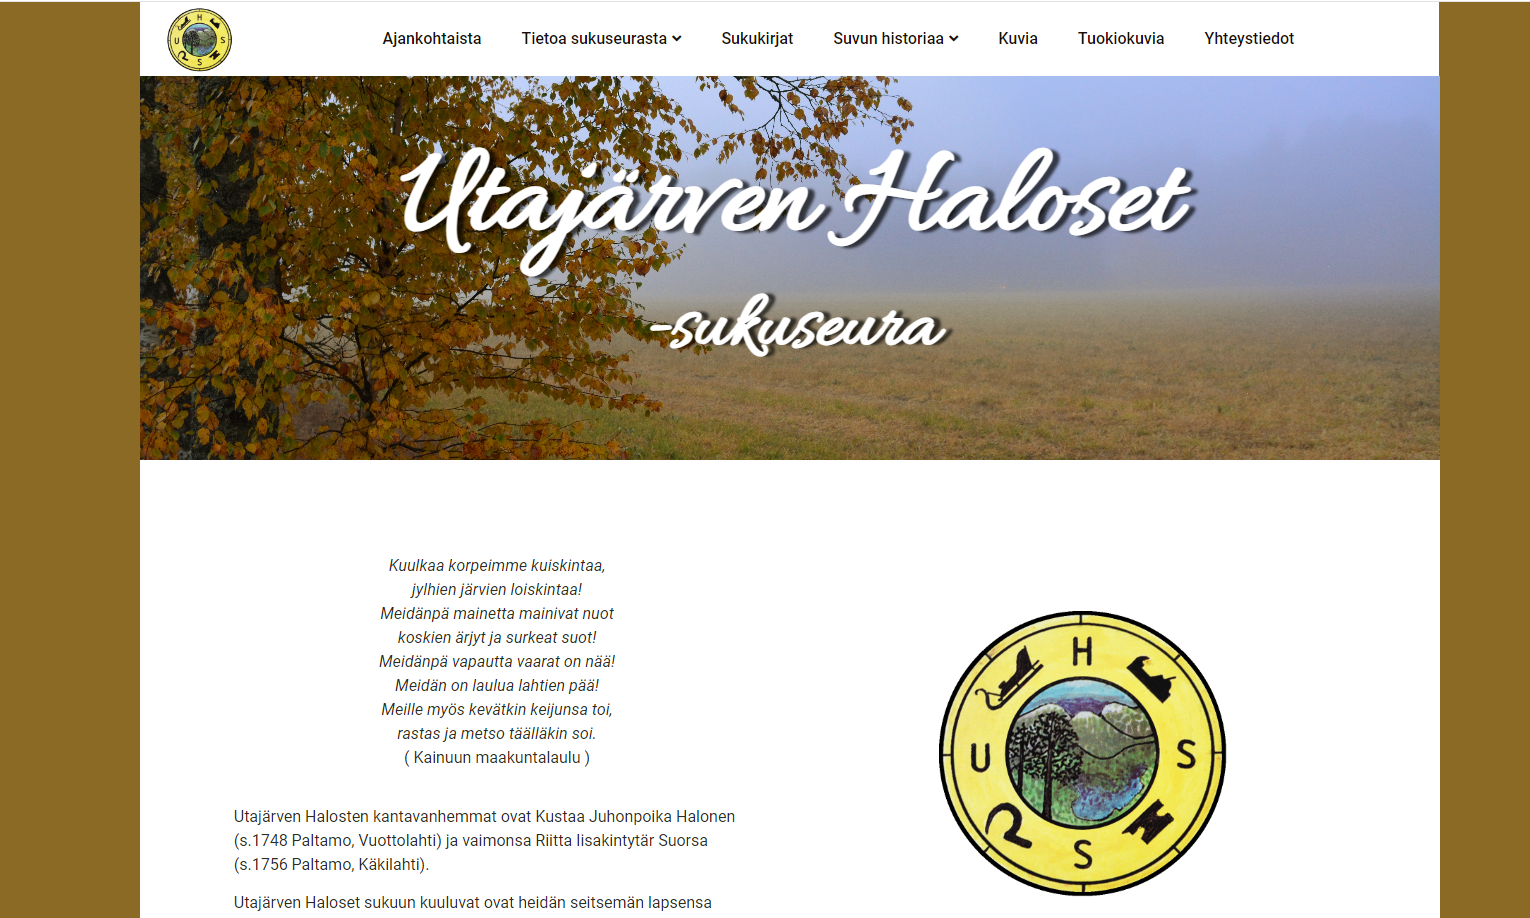 H
U S
S
Ajankohtaista Tietoa sukuseurasta Sukukirjat Suvun historiaa Kuvia Tuokiokuvia Yhteystiedot
Utajärven Haloset
-sukuseura
Kuulkaa korpeimme kuiskintaa,
jylhien järvien loiskintaa!
Meidänpä mainetta mainivat nuot
koskien ärjyt ja surkeat suot!
Meidänpä vapautta vaarat on nää!
Meidän on laulua lahtien pää!
Meille myös kevätkin keijunsa toi,
rastas ja metso täälläkin soi.
( Kainuun maakuntalaulu )
Utajärven Halosten kantavanhemmat ovat Kustaa Juhonpoika Halonen
(s.1748 Paltamo, Vuottolahti) ja vaimonsa Riitta Iisakintytär Suorsa
(s.1756 Paltamo, Käkilahti).
Utajärven Haloset sukuun kuuluvat ovat heidän seitsemän lapsensa
H
U S
S